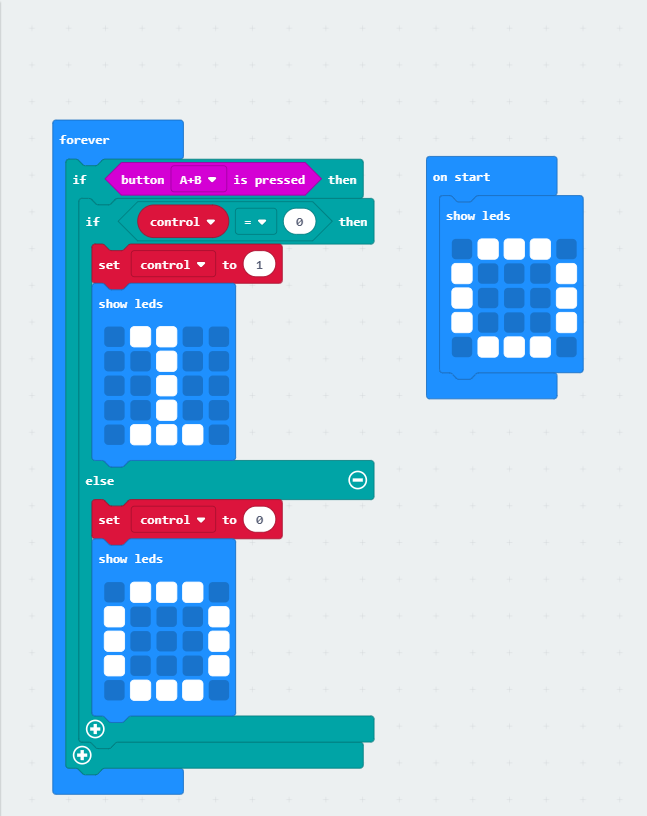 forever
if button A+B is pressed then
if control = 0 then
set control to 1
show leds
else
set control to 0
show leds
on start
show leds